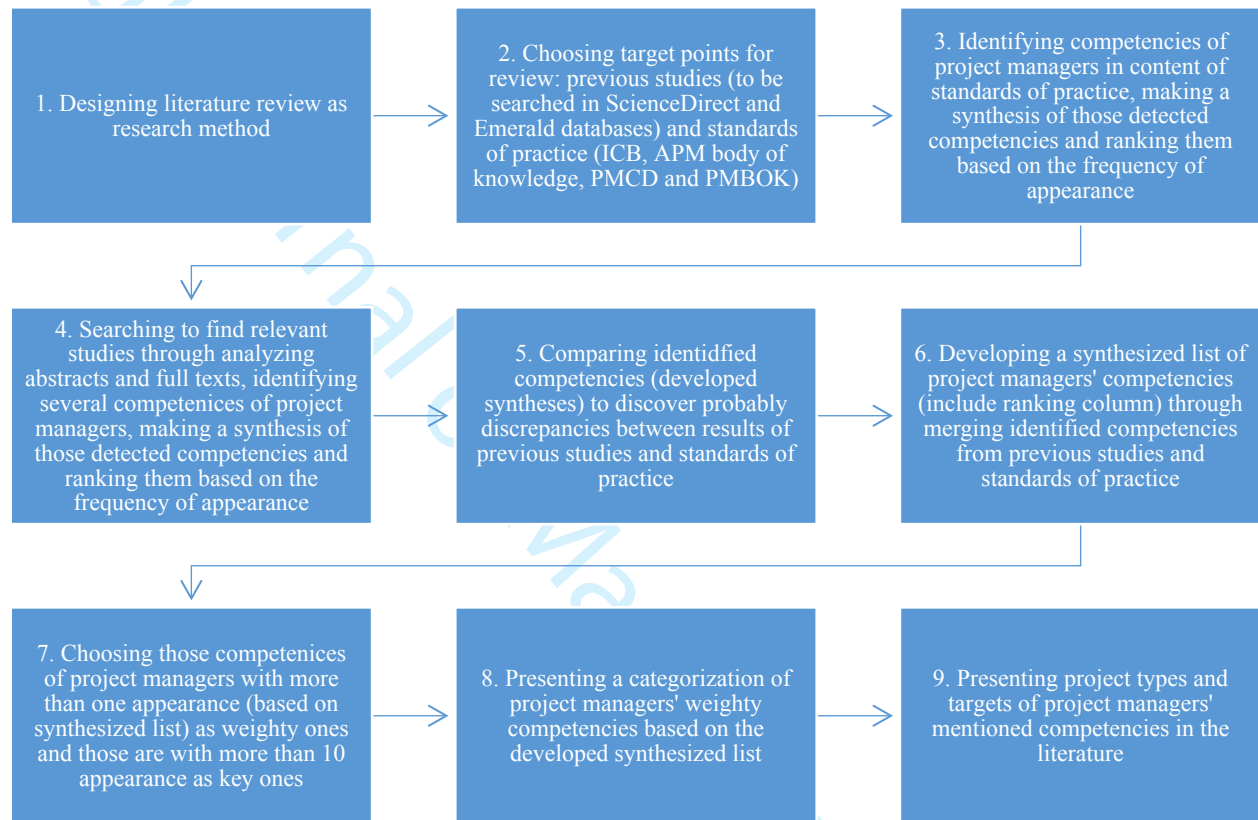 1. Designing literature review as
research method
2. Choosing target points for
review: previous studies (to be
searched in ScienceDirect and
Emerald databases) and standards
of practice (ICB, APM body of
knowledge, PMCD and PMBOK)
3. Identifying competencies of
project managers in content of
standards of practice, making a
synthesis of those detected
competencies and ranking them
based on the frequency of
appearance
4. Searching to find relevant
studies through analyzing
abstracts and full texts, identifying
several competenices of project
managers, making a synthesis of
those detected competencies and
ranking them based on the
frequency of appearance
5. Comparing identidfied
competencies (developed
syntheses) to discover probably
discrepancies between results of
previous studies and standards of
practice
6. Developing a synthesized list of
project managers' competencies
(include ranking column) through
merging identified competencies
from previous studies and
standards of practice
7. Choosing those competenices
of project managers with more
than one appearance (based on
synthesized list) as weighty ones
and those are with more than 10
appearance as key ones
8. Presenting a categorization of
project managers' weighty
competencies based on the
developed synthesized list
9. Presenting project types and
targets of project managers'
mentioned competencies in the
literature